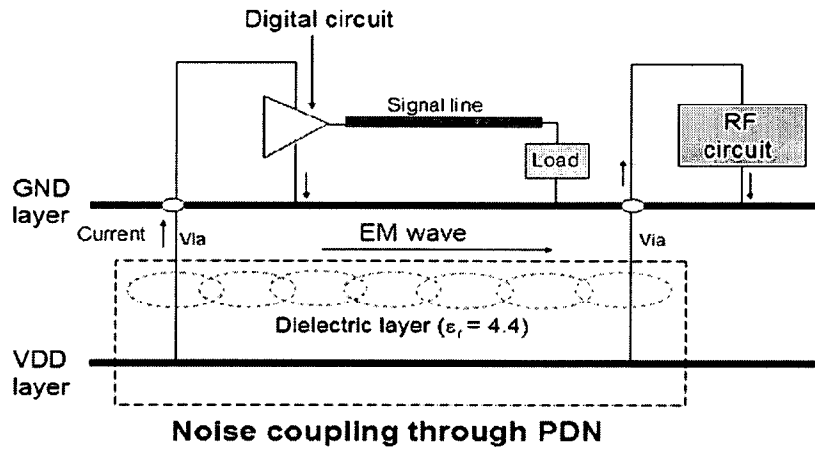 Digital circuit
Signal line
RF
circuit
Load
GND
layer
Current
Via
EM wave
Via
Dielectric layer (εr = 4.4)
VDD
layer
Noise coupling through PDN